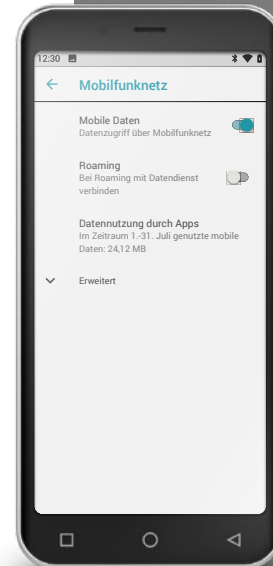 12:30
Mobilfunknetz
Mobile Daten
Datenzugriff über Mobilfunknetz
Roaming
Bei Roaming mit Datendienst
verbinden
Datennutzung durch Apps
Im Zeitraum 1.-31. Juli genutzte mobile
Daten: 24,12 MB
Erweitert